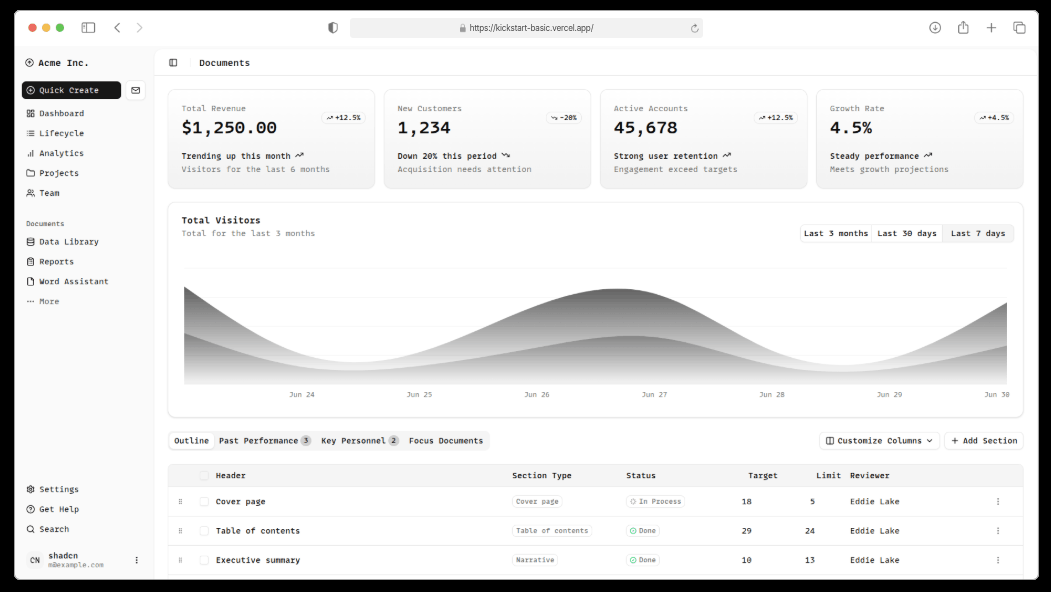 https://kickstart-basic.vercel.app/
Acme Inc.
Quick Create
Dashboard
Lifecycle
Analytics
Projects
Team
Documents
Data Library
Reports
Word Assistant
More
Settings
Get Help
Search
CN
shadcn
m@example.com
Documents
Total Revenue
$1,250.00
+12.5%
Trending up this month
Visitors for the last 6 months
New Customers
1,234
-20%
Down 20% this period
Acquisition needs attention
Active Accounts
45,678
+12.5%
Strong user retention
Engagement exceed targets
Growth Rate
4.5%
+4.5%
Steady performance
Meets growth projections
Total Visitors
Total for the last 3 months
Last 3 months Last 30 days Last 7 days
Jun 24 Jun 25 Jun 26 Jun 27 Jun 28 Jun 29 Jun 30
Outline Past Performance 3 Key Personnel 2 Focus Documents
Customize Columns + Add Section
Header Section Type Status Target Limit Reviewer
Cover page Cover page In Process 18 5 Eddie Lake
Table of contents Table of contents Done 29 24 Eddie Lake
Executive summary Narrative Done 10 13 Eddie Lake